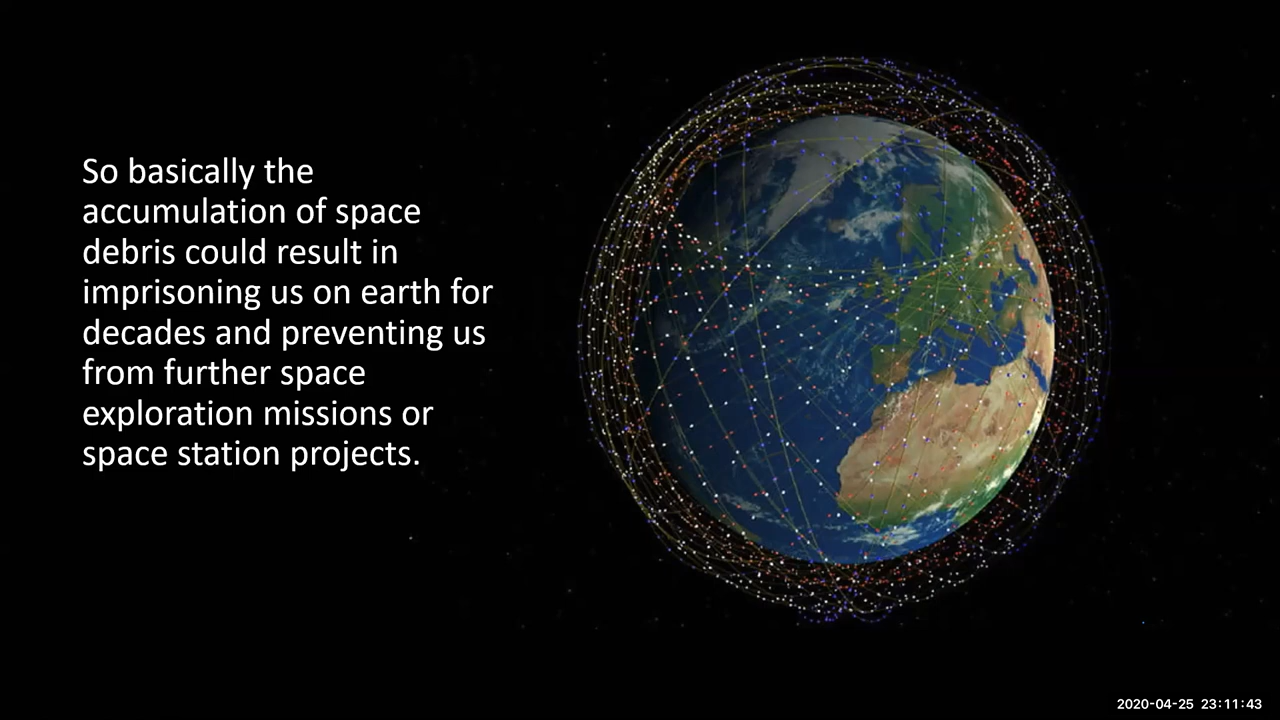 So basically the
accumulation of space
debris could result in
imprisoning us on earth for
decades and preventing us
from further space
exploration missions or
space station projects.
2020-04-25 23:11:43